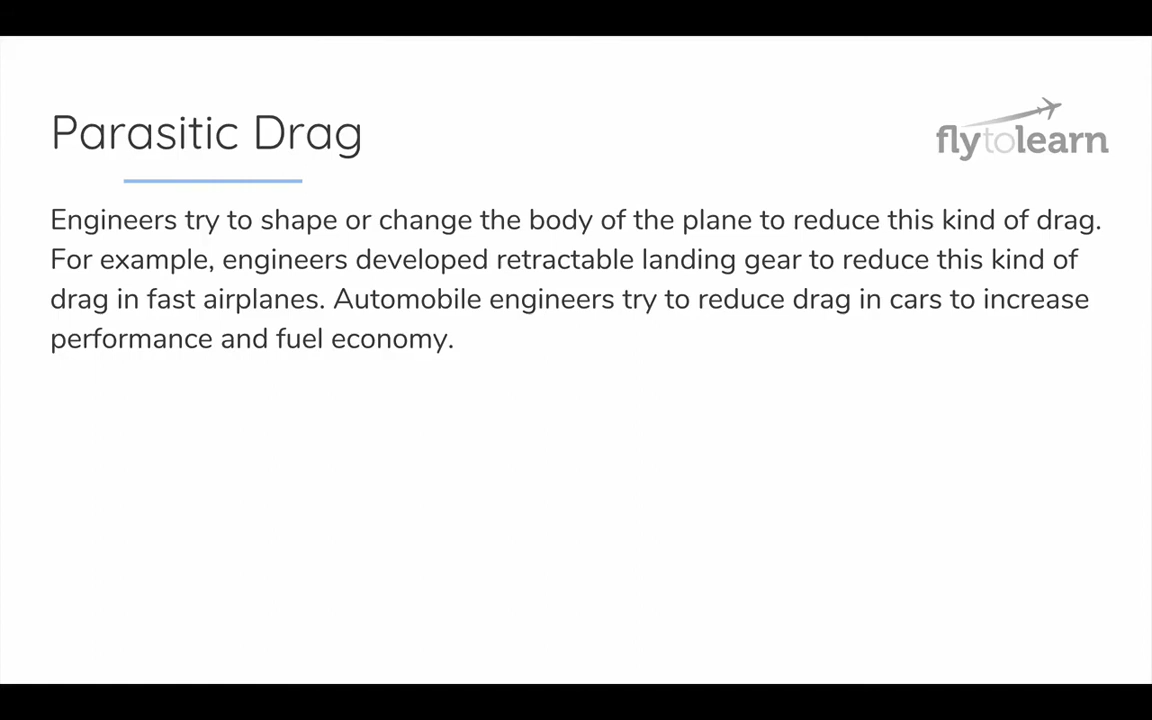 Parasitic Drag
flytolearn
Engineers try to shape or change the body of the plane to reduce this kind of drag.
For example, engineers developed retractable landing gear to reduce this kind of
drag in fast airplanes. Automobile engineers try to reduce drag in cars to increase
performance and fuel economy.